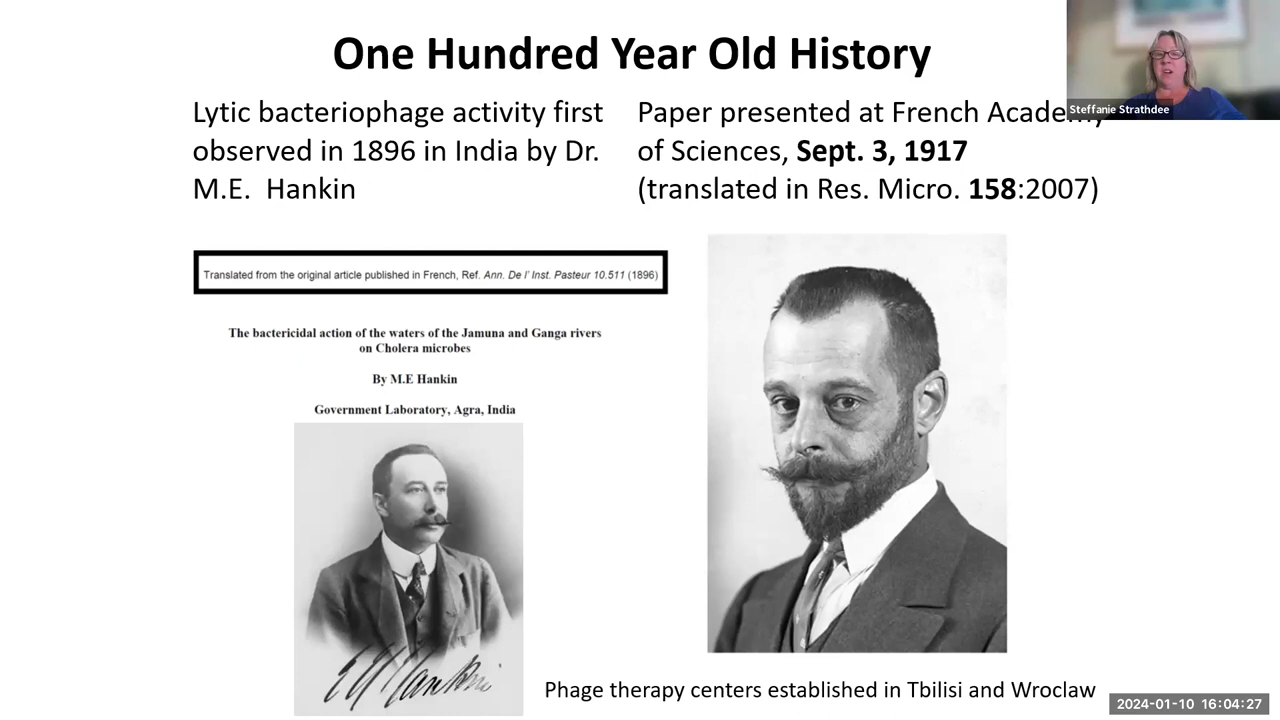 One Hundred Year Old History
Lytic bacteriophage activity first
observed in 1896 in India by Dr.
M.E. Hankin
Paper presented at French Academy
of Sciences, Sept. 3, 1917
(translated in Res. Micro. 158:2007)
Steffanie Strathdee
Translated from the original article published in French, Ref. Ann. De l' Inst. Pasteur 10.511 (1896)
The bactericidal action of the waters of the Jamuna and Ganga rivers
on Cholera microbes
By M.E Hankin
Government Laboratory, Agra, India
E H Hankin
Phage therapy centers established in Tbilisi and Wroclaw
2024-01-10 16:04:27